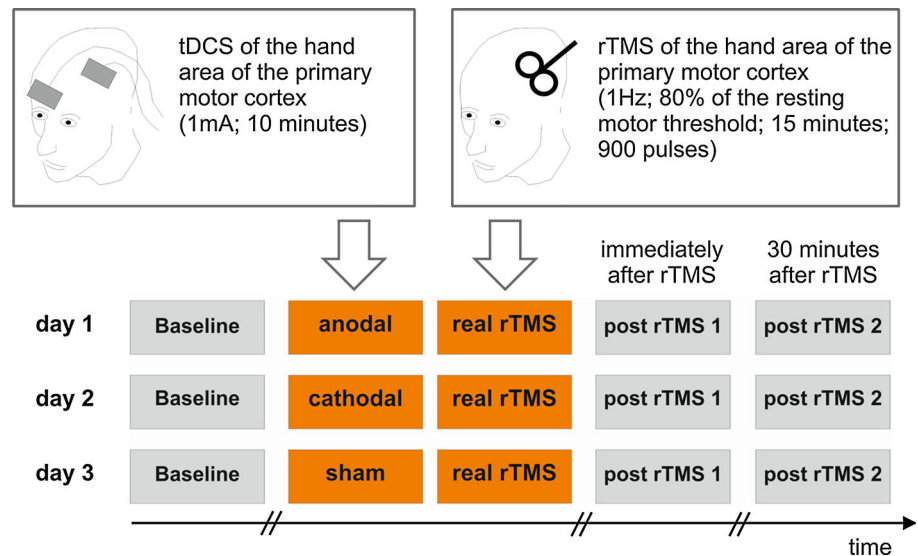 tDCS of the hand
area of the primary
motor cortex
(1mA; 10 minutes)
rTMS of the hand area of the
primary motor cortex
(1Hz; 80% of the resting
motor threshold; 15 minutes;
900 pulses)
immediately
after rTMS
30 minutes
after rTMS
day 1
Baseline
anodal
real rTMS
post rTMS 1
post rTMS 2
day 2
Baseline
cathodal
real rTMS
post rTMS 1
post rTMS 2
day 3
Baseline
sham
real rTMS
post rTMS 1
post rTMS 2
time